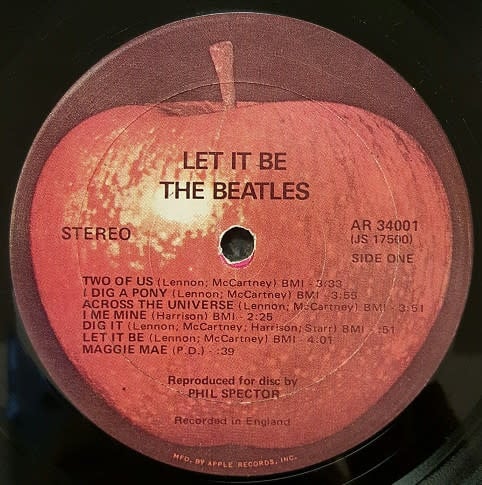 LET IT BE
THE BEATLES
STEREO
AR 34001
(JS 17500)
SIDE ONE
TWO OF US (Lennon; McCartney) BMI - 3:33
I DIG A PONY (Lennon; McCartney) BMI - 3:55
ACROSS THE UNIVERSE (Lennon; McCartney) BMI - 3:51
I ME MINE (Harrison) BMI - 2:25
DIG IT (Lennon; McCartney; Harrison; Starr) BMI - :51
LET IT BE (Lennon; McCartney) BMI - 4:01
MAGGIE MAE (P.D.) - :39
Reproduced for disc by
PHIL SPECTOR
Recorded in England
MFD. BY APPLE RECORDS, INC.